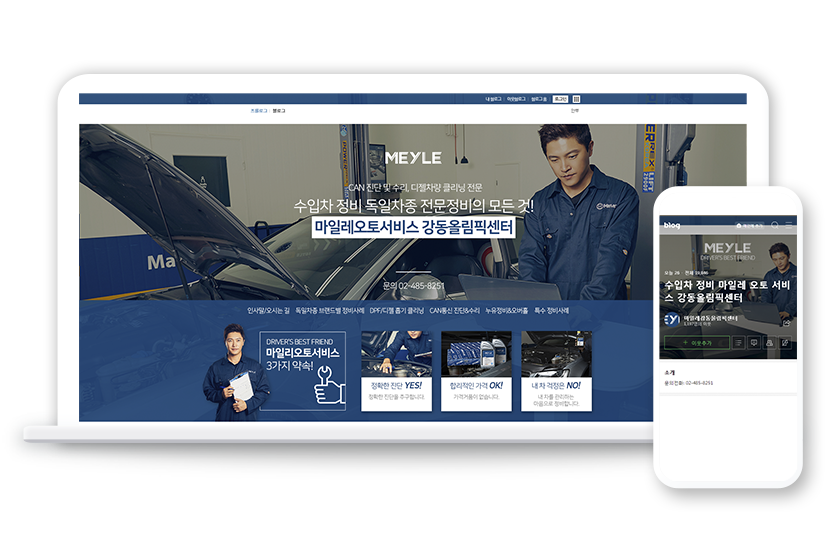 내 블로그 | 이웃블로그 | 블로그 홈 로그인
프롤로그 | 블로그
MEYLE
CAN 진단 및 수리, 디젤차량 클리닝 전문
수입차 정비 독일차종 전문정비의 모든 것!
마일레오토서비스 강동올림픽센터
문의 02-485-8251
Ma
인사말/오시는 길 독일차종 브랜드별 정비사례 DPF/디젤 흡기 클리닝 CAN통신 진단&수리 누유정비&오버홀 특수 정비사례
DRIVER'S BEST FRIEND
마일리오토서비스
3가지 약속!
정확한 진단 YES!
정확한 진단을 추구합니다.
합리적인 가격 OK!
가격거품이 없습니다.
내 차 걱정은 NO!
내 차를 관리하는
마음으로 정비합니다.
blog
MEYLE
DRIVER'S BEST FRIEND
수입차 정비 마일레 오토 서비
스 강동올림픽센터
마일레강동올림픽센터
이웃추가
소개
문의전화: 02-485-8251